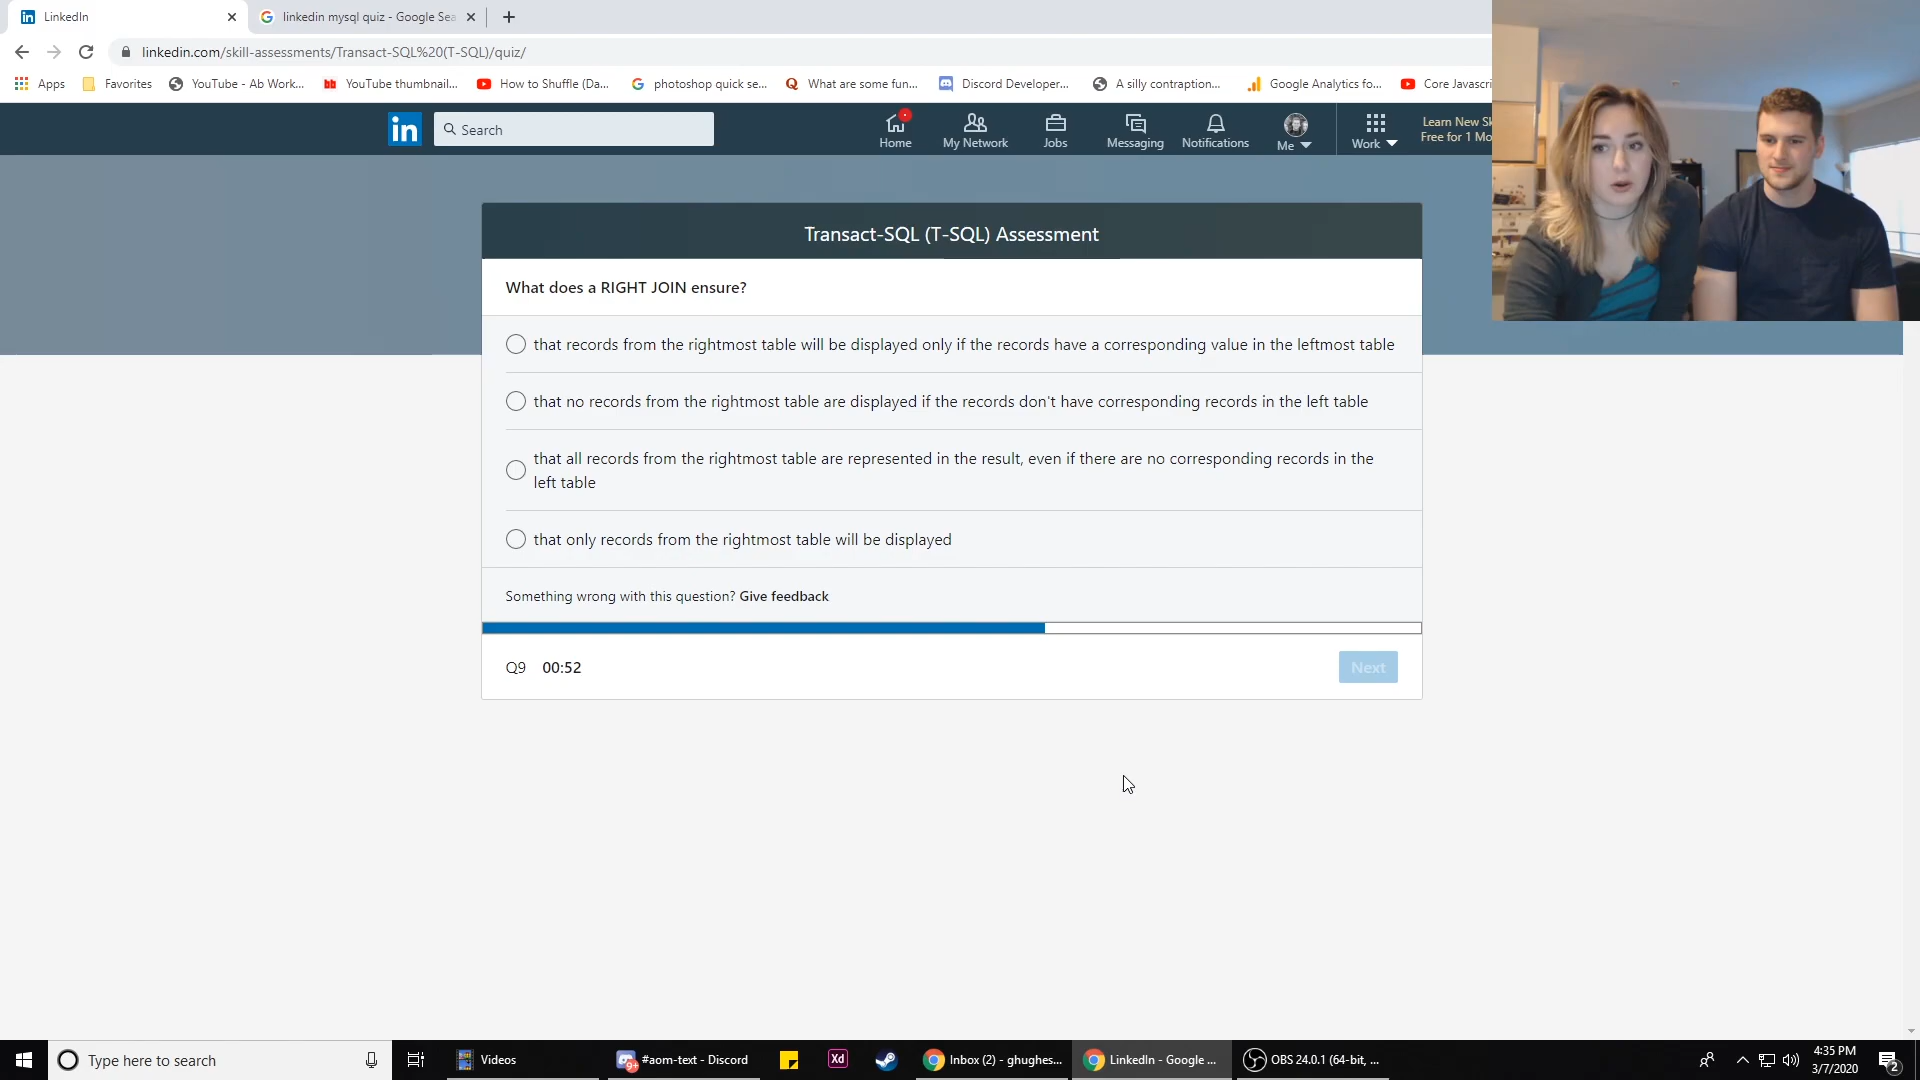 LinkedIn
linkedin mysql quiz - Google Sea
linkedin.com/skill-assessments/Transact-SQL%20(T-SQL)/quiz/
Apps
Favorites
YouTube - Ab Work...
YouTube thumbnail...
How to Shuffle (Da...
photoshop quick se...
What are some fun...
Discord Developer...
A silly contraption...
Google Analytics fo...
Core Javascri
in
Search
Home
My Network
Jobs
Messaging
Notifications
Me
Work
Learn New Sk
Free for 1 Mo
Transact-SQL (T-SQL) Assessment
What does a RIGHT JOIN ensure?
that records from the rightmost table will be displayed only if the records have a corresponding value in the leftmost table
that no records from the rightmost table are displayed if the records don't have corresponding records in the left table
that all records from the rightmost table are represented in the result, even if there are no corresponding records in the
left table
that only records from the rightmost table will be displayed
Something wrong with this question? Give feedback
Q9 00:52
Next
Type here to search
Videos
#aom-text - Discord
Xd
Inbox (2) - ghughes...
LinkedIn - Google ...
OBS 24.0.1 (64-bit, ...
4:35 PM
3/7/2020
2